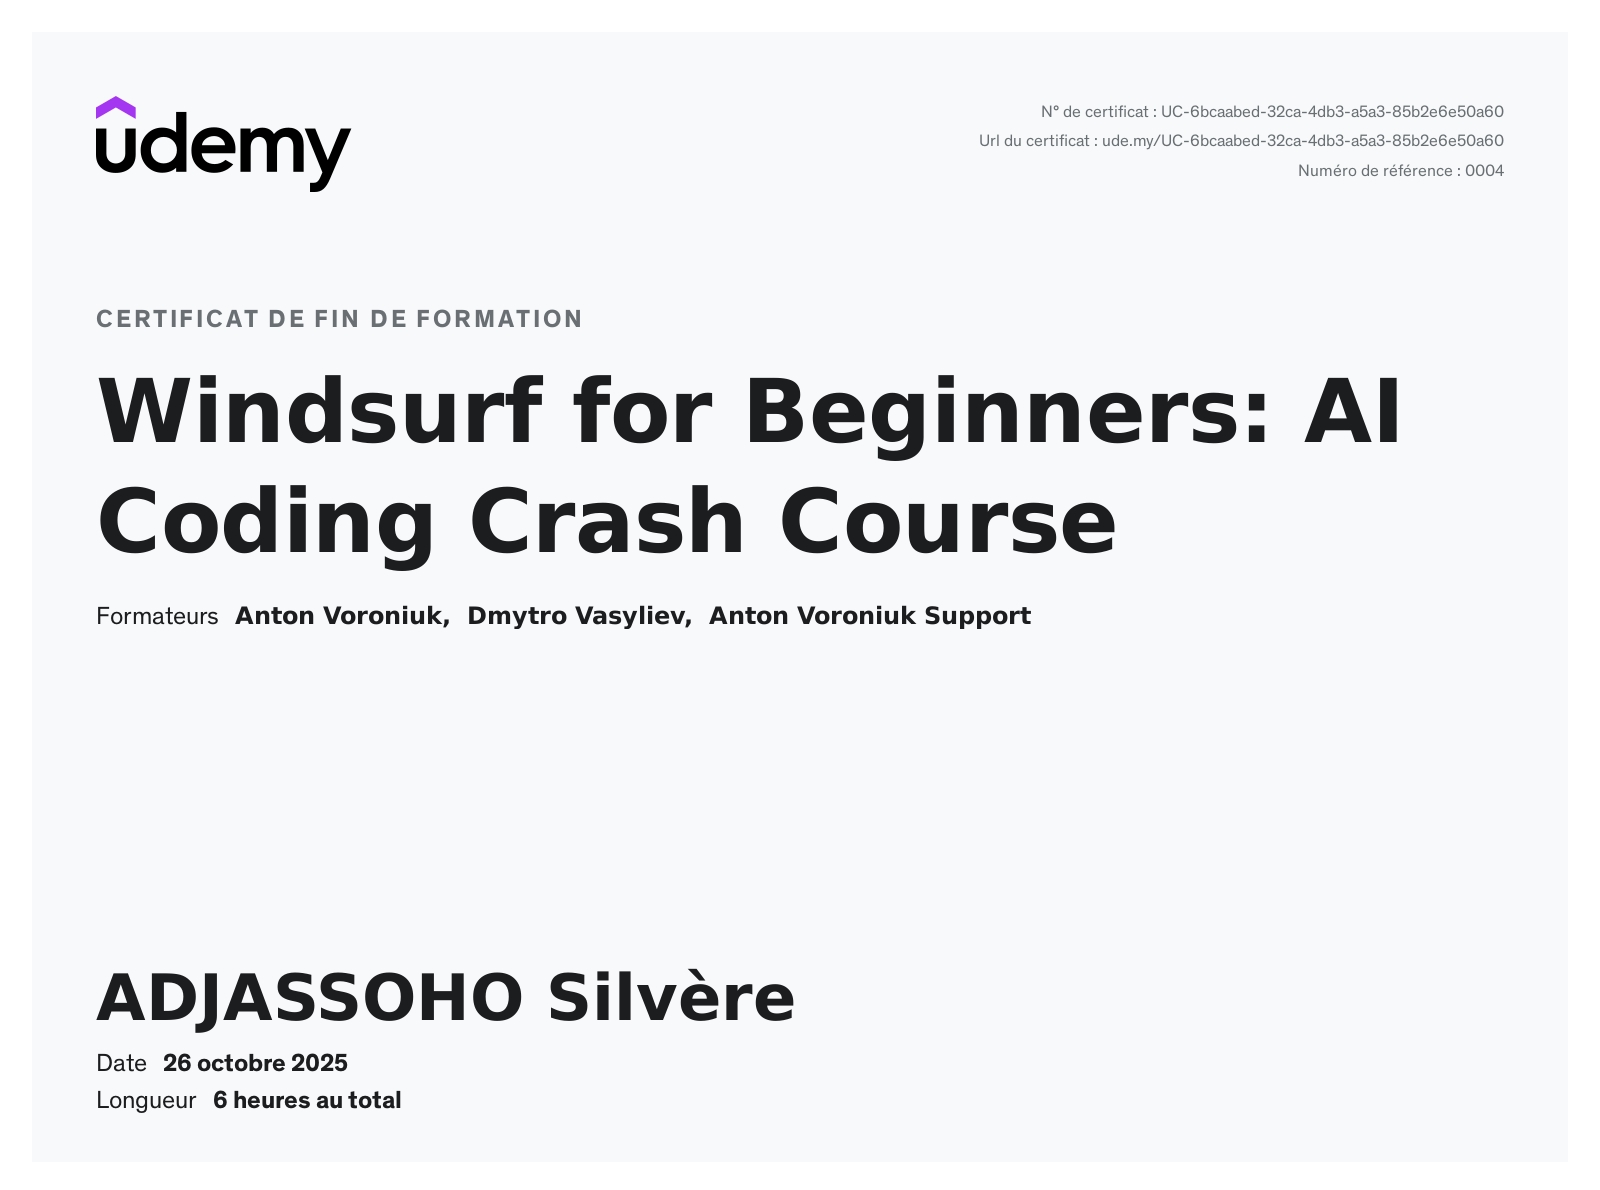 udemy
N° de certificat : UC-6bcaabed-32ca-4db3-a5a3-85b2e6e50a60
Url du certificat : ude.my/UC-6bcaabed-32ca-4db3-a5a3-85b2e6e50a60
Numéro de référence : 0004
CERTIFICAT DE FIN DE FORMATION
Windsurf for Beginners: AI
Coding Crash Course
Formateurs Anton Voroniuk, Dmytro Vasyliev, Anton Voroniuk Support
ADJASSOHO Silvère
Date 26 octobre 2025
Longueur 6 heures au total